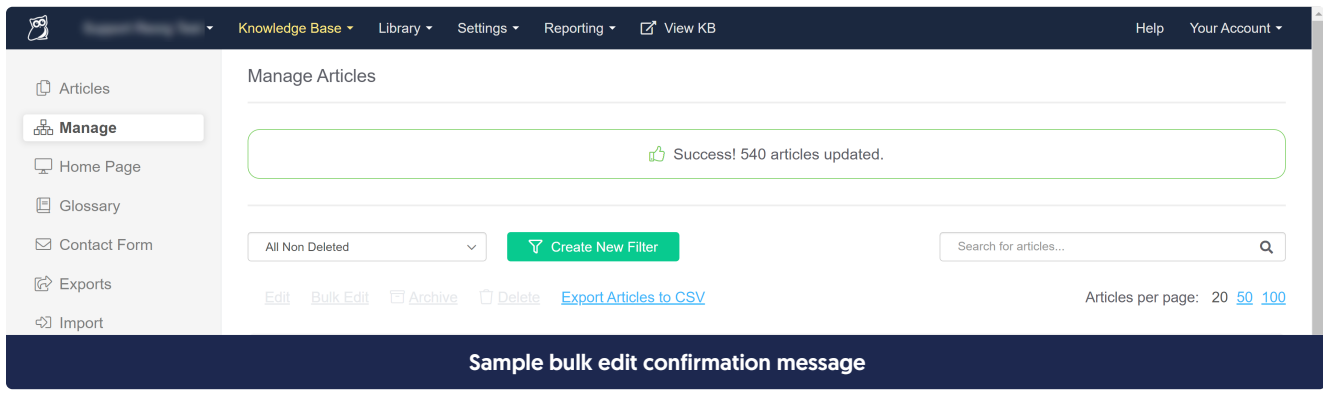 Knowledge Base Library Settings Reporting View KB Help Your Account
Articles
Manage
Home Page
Glossary
Contact Form
Exports
Import
Manage Articles
Success! 540 articles updated.
All Non Deleted Create New Filter Search for articles...
Edit Bulk Edit Archive Delete Export Articles to CSV Articles per page: 20 50 100
Sample bulk edit confirmation message